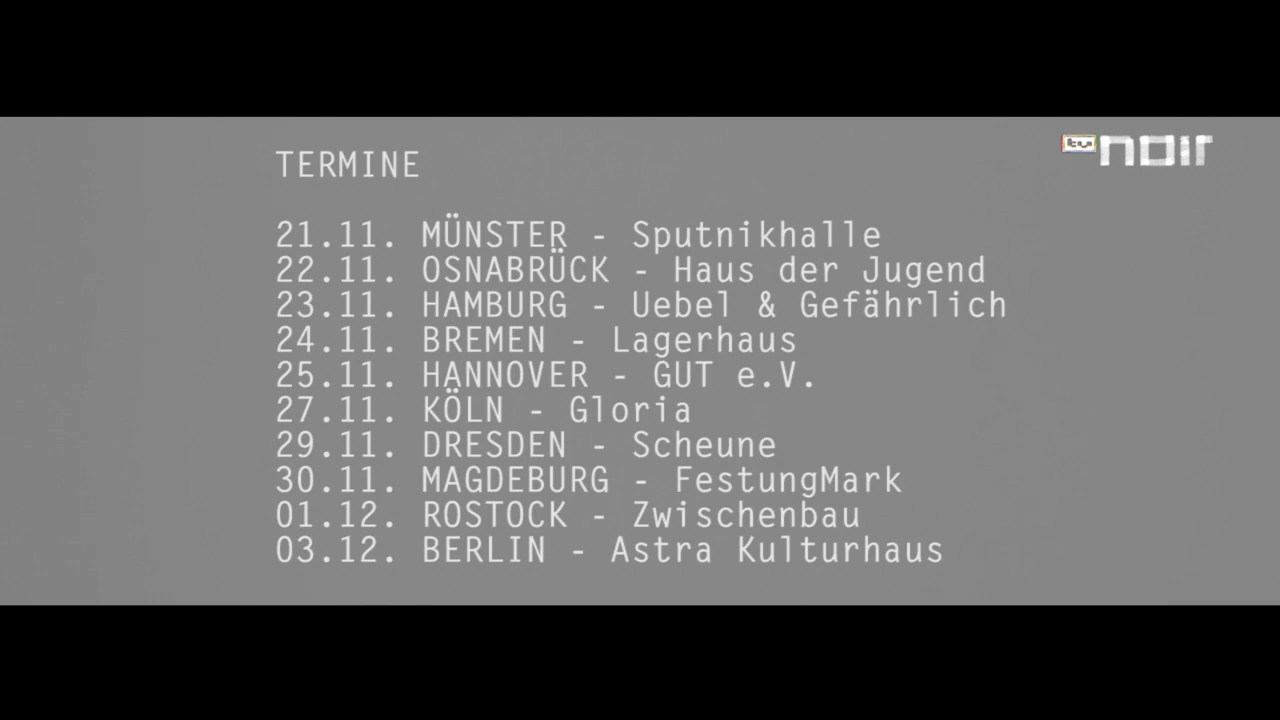 tv noir
TERMINE
21.11. MÜNSTER - Sputnikhalle
22.11. OSNABRÜCK - Haus der Jugend
23.11. HAMBURG - Uebel & Gefährlich
24.11. BREMEN - Lagerhaus
25.11. HANNOVER - GUT e.V.
27.11. KÖLN - Gloria
29.11. DRESDEN - Scheune
30.11. MAGDEBURG - FestungMark
01.12. ROSTOCK - Zwischenbau
03.12. BERLIN - Astra Kulturhaus